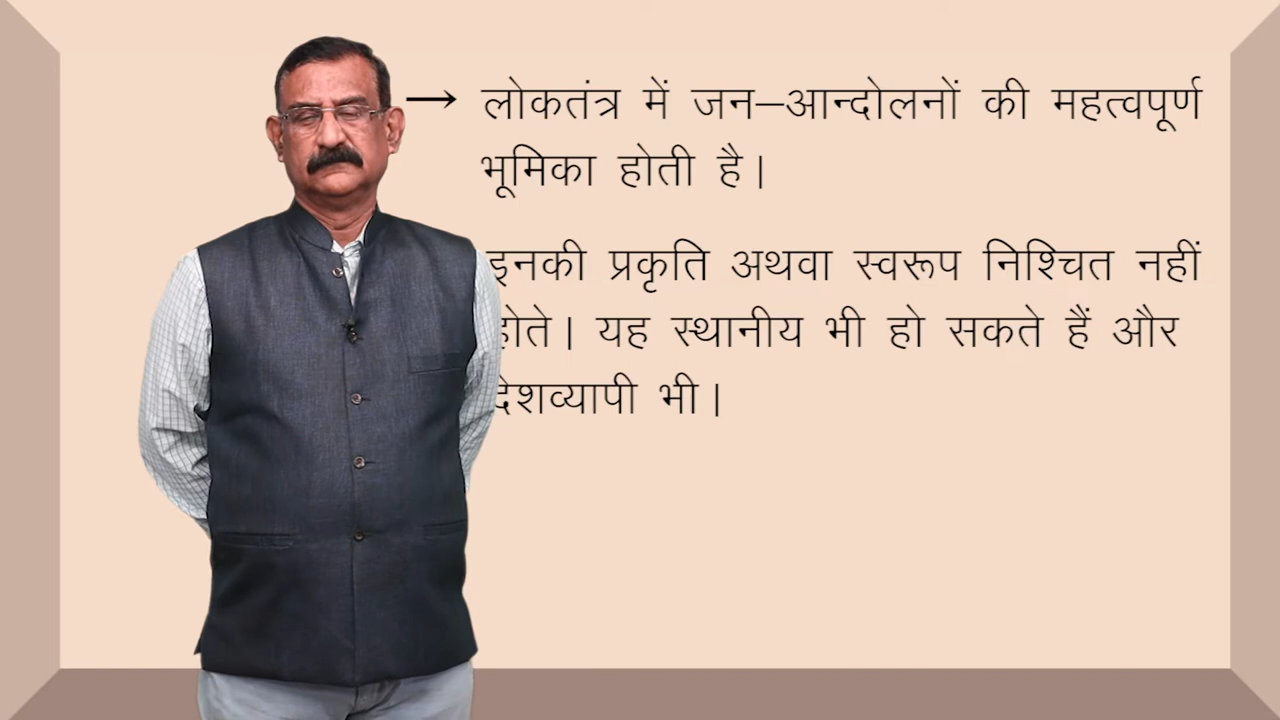 → लोकतंत्र में जन–आन्दोलनों की महत्वपूर्ण
भूमिका होती है।
इनकी प्रकृति अथवा स्वरूप निश्चित नहीं
होते। यह स्थानीय भी हो सकते हैं और
देशव्यापी भी।